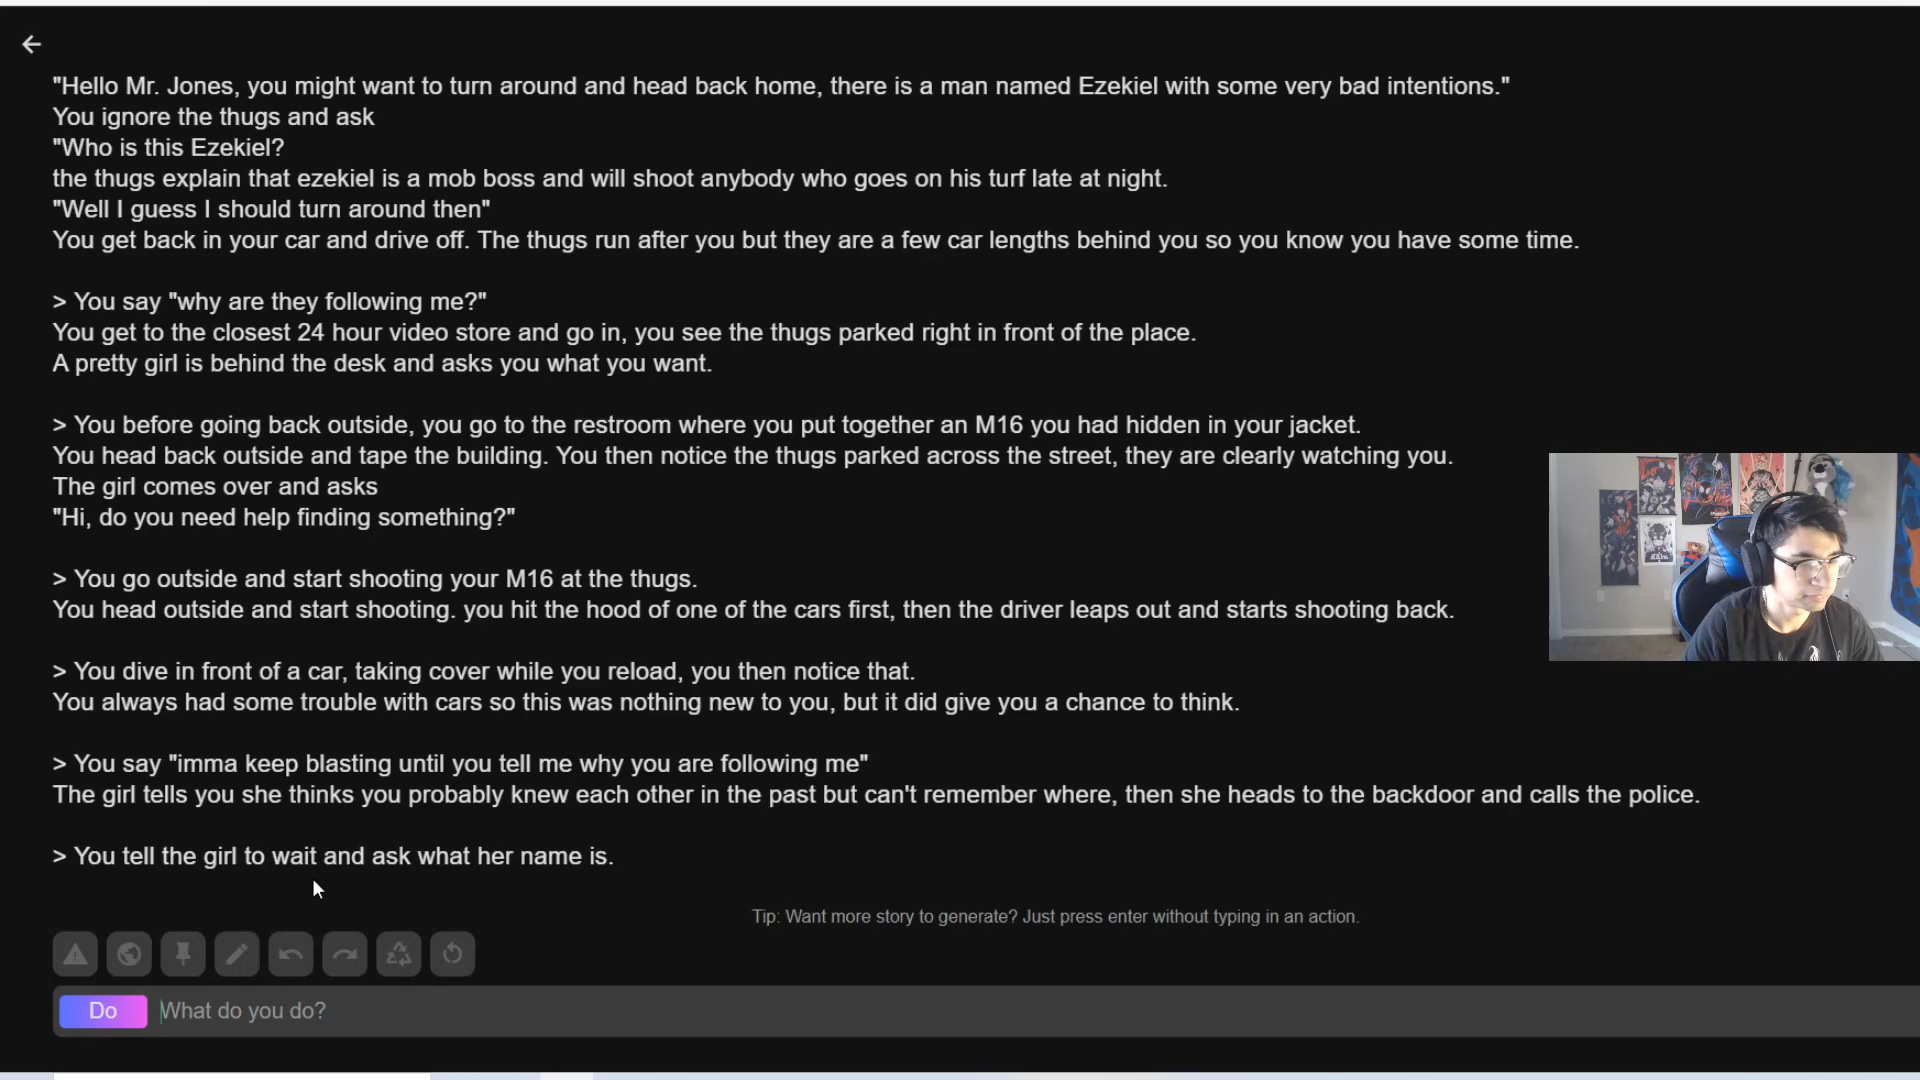 "Hello Mr. Jones, you might want to turn around and head back home, there is a man named Ezekiel with some very bad intentions."
You ignore the thugs and ask
"Who is this Ezekiel?
the thugs explain that ezekiel is a mob boss and will shoot anybody who goes on his turf late at night.
"Well I guess I should turn around then"
You get back in your car and drive off. The thugs run after you but they are a few car lengths behind you so you know you have some time.
> You say "why are they following me?"
You get to the closest 24 hour video store and go in, you see the thugs parked right in front of the place.
A pretty girl is behind the desk and asks you what you want.
> You before going back outside, you go to the restroom where you put together an M16 you had hidden in your jacket.
You head back outside and tape the building. You then notice the thugs parked across the street, they are clearly watching you.
The girl comes over and asks
"Hi, do you need help finding something?"
> You go outside and start shooting your M16 at the thugs.
You head outside and start shooting. you hit the hood of one of the cars first, then the driver leaps out and starts shooting back.
> You dive in front of a car, taking cover while you reload, you then notice that.
You always had some trouble with cars so this was nothing new to you, but it did give you a chance to think.
> You say "imma keep blasting until you tell me why you are following me"
The girl tells you she thinks you probably knew each other in the past but can't remember where, then she heads to the backdoor and calls the police.
> You tell the girl to wait and ask what her name is.
Tip: Want more story to generate? Just press enter without typing in an action.
Do What do you do?